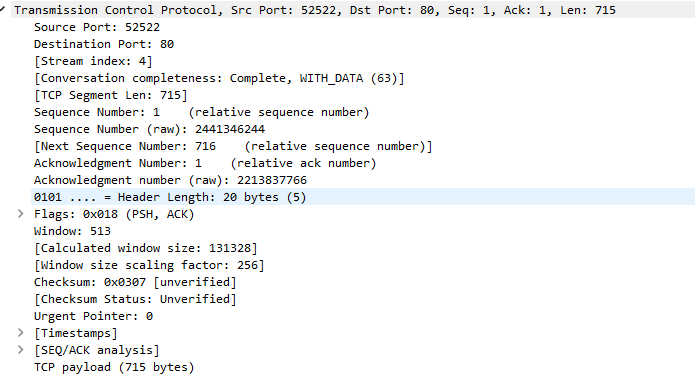 Transmission Control Protocol, Src Port: 52522, Dst Port: 80, Seq: 1, Ack: 1, Len: 715
Source Port: 52522
Destination Port: 80
[Stream index: 4]
[Conversation completeness: Complete, WITH_DATA (63)]
[TCP Segment Len: 715]
Sequence Number: 1    (relative sequence number)
Sequence Number (raw): 2441346244
[Next Sequence Number: 716    (relative sequence number)]
Acknowledgment Number: 1    (relative ack number)
Acknowledgment number (raw): 2213837766
0101 .... = Header Length: 20 bytes (5)
Flags: 0x018 (PSH, ACK)
Window: 513
[Calculated window size: 131328]
[Window size scaling factor: 256]
Checksum: 0x0307 [unverified]
[Checksum Status: Unverified]
Urgent Pointer: 0
[Timestamps]
[SEQ/ACK analysis]
TCP payload (715 bytes)